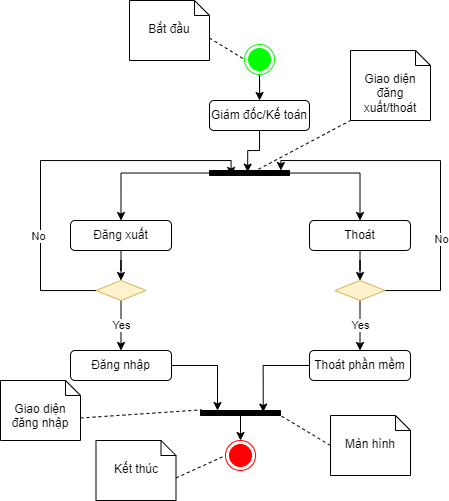 Bắt đầu
Giao diện
đăng
xuất/thoát
Giám đốc/Kế toán
Đăng xuất
Thoát
No
No
Yes
Yes
Đăng nhập
Thoát phần mềm
Giao diện
đăng nhập
Màn hình
Kết thúc